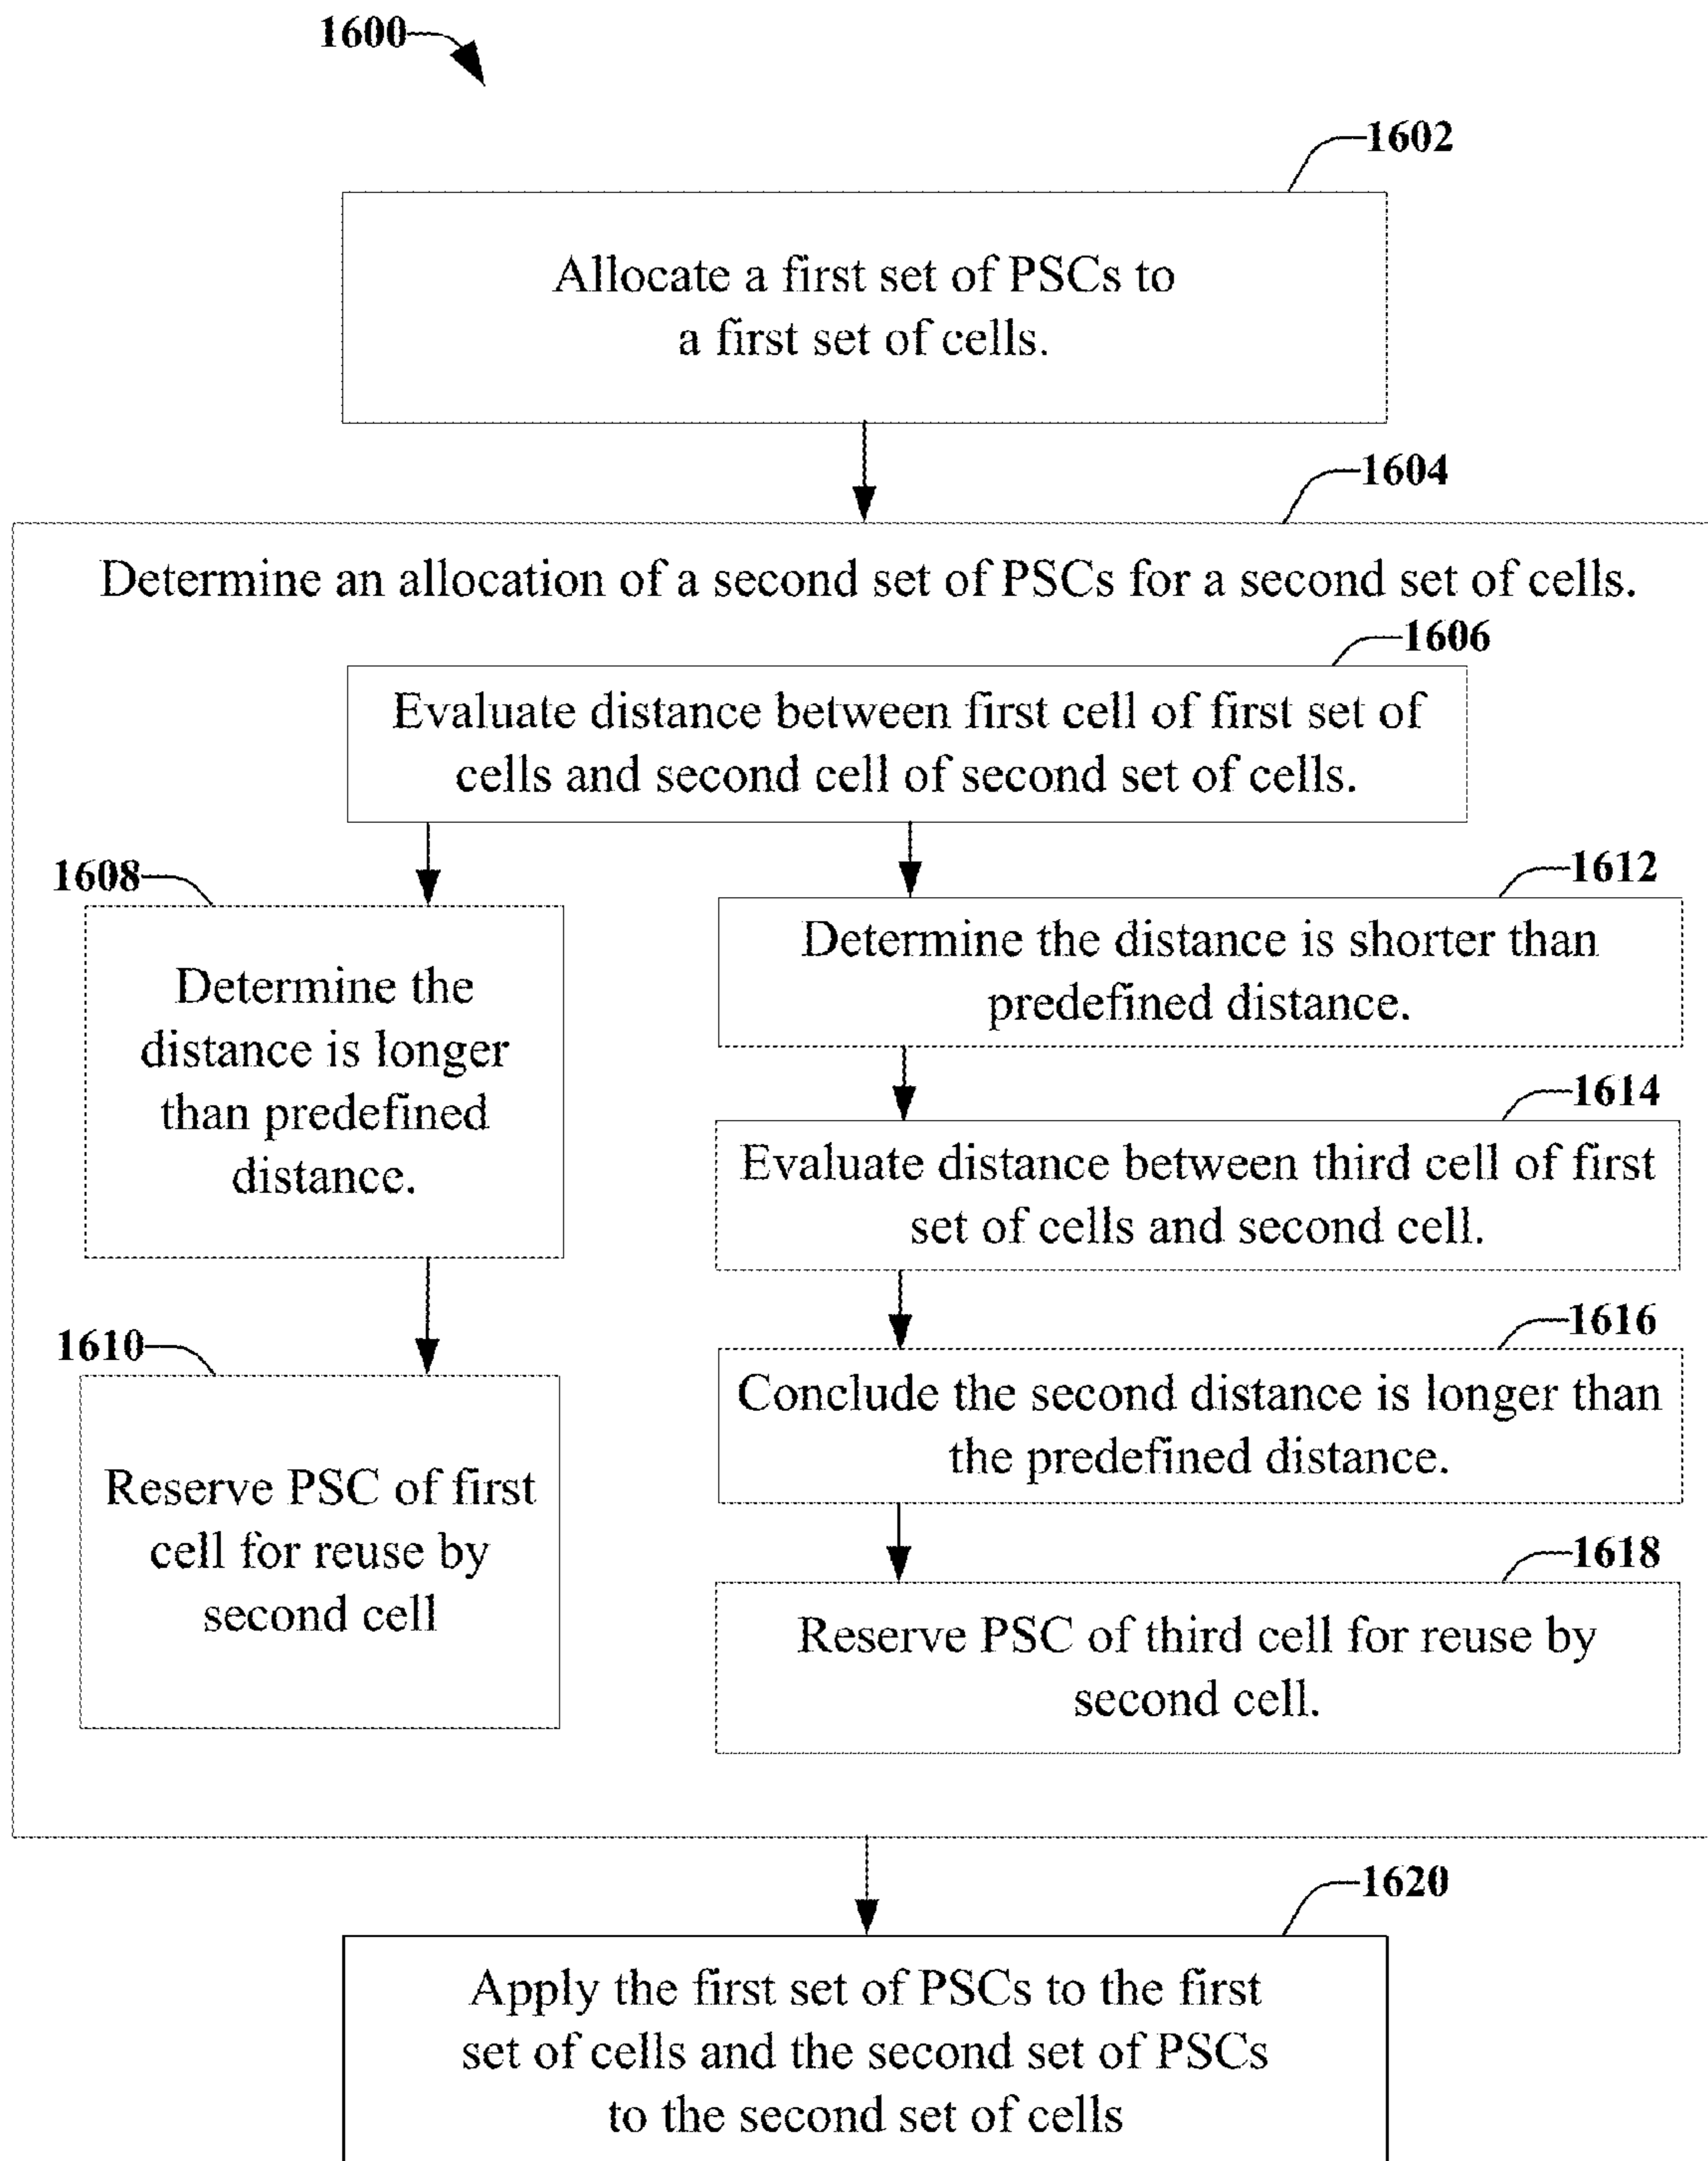 1600
1602
Allocate a first set of PSCs to
a first set of cells.
1604
Determine an allocation of a second set of PSCs for a second set of cells.
1606
Evaluate distance between first cell of first set of
cells and second cell of second set of cells.
1608
Determine the
distance is longer
than predefined
distance.
1610
Reserve PSC of first
cell for reuse by
second cell
1612
Determine the distance is shorter than
predefined distance.
1614
Evaluate distance between third cell of first
set of cells and second cell.
1616
Conclude the second distance is longer than
the predefined distance.
1618
Reserve PSC of third cell for reuse by
second cell.
1620
Apply the first set of PSCs to the first
set of cells and the second set of PSCs
to the second set of cells